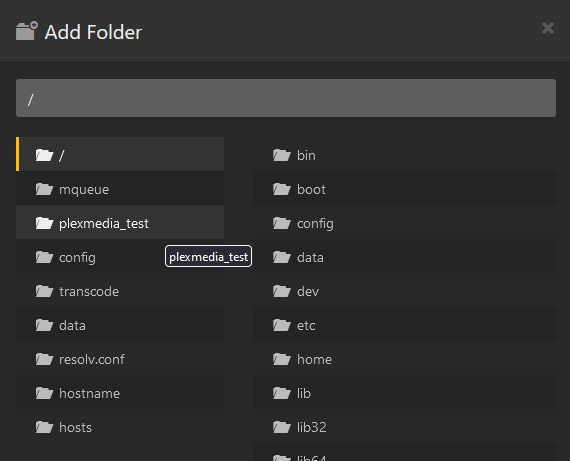 Add Folder
/
/
mqueue
plexmedia_test
config
plexmedia_test
transcode
data
resolv.conf
hostname
hosts
bin
boot
config
data
dev
etc
home
lib
lib32
lib64